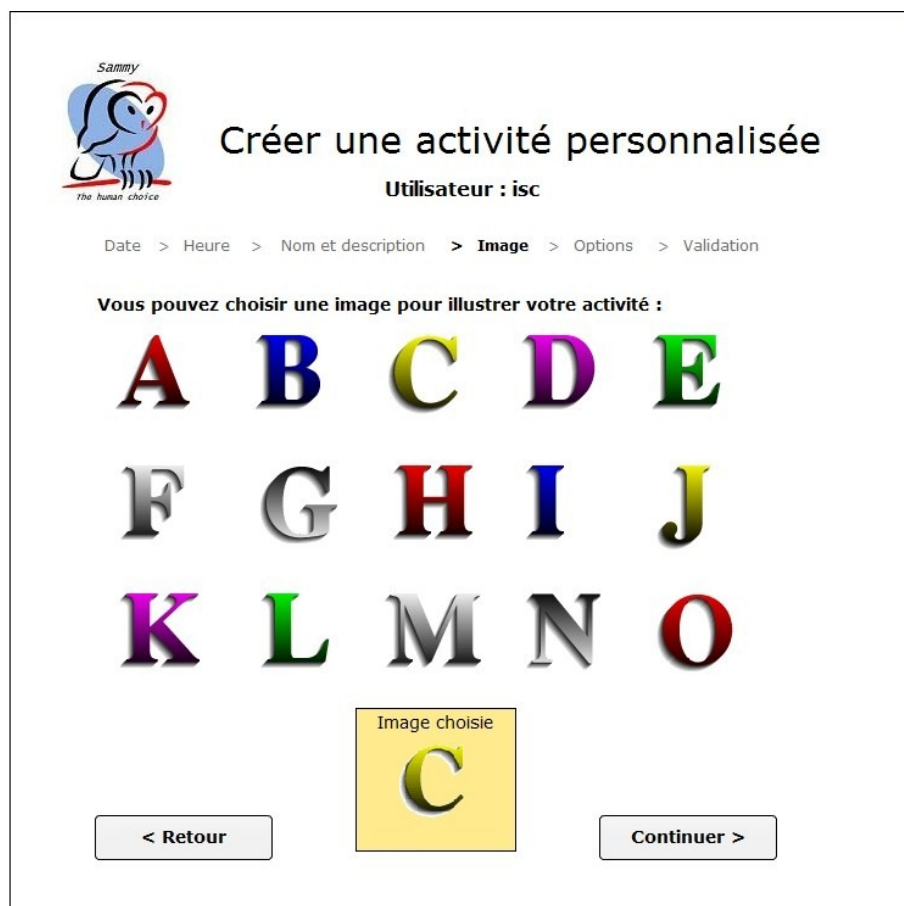 Sammy
The human choice
Créer une activité personnalisée
Utilisateur : isc
Date > Heure > Nom et description > Image > Options > Validation
Vous pouvez choisir une image pour illustrer votre activité :
A B C D E
F G H I J
K L M N O
Image choisie
C
< Retour
Continuer >